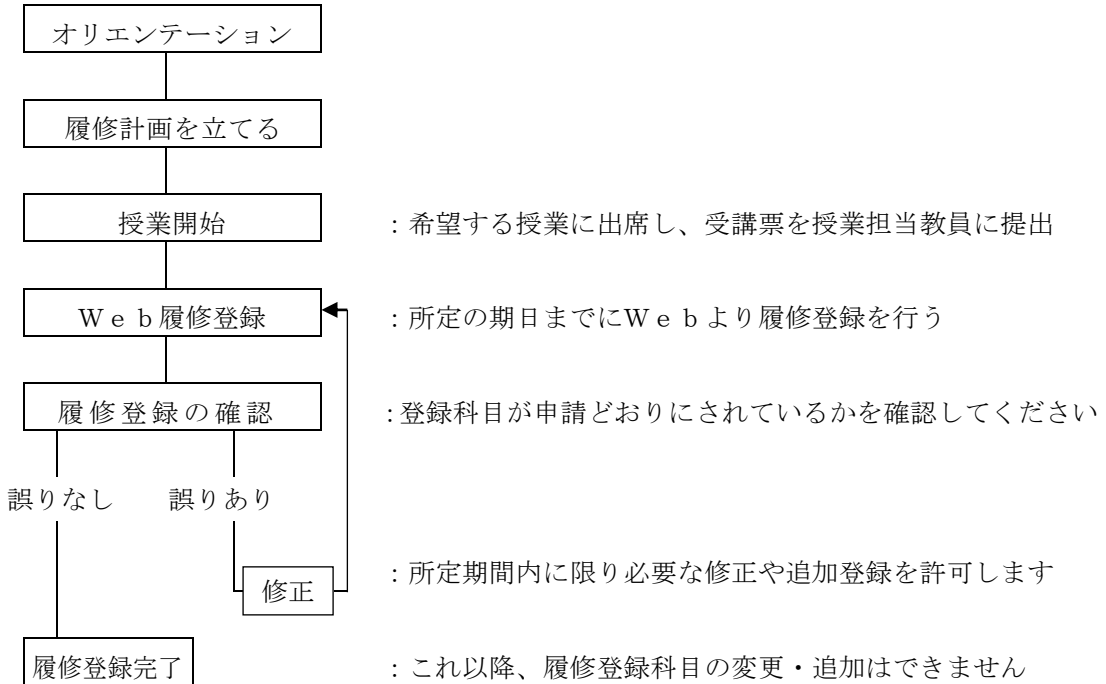 オリエンテーション
履修計画を立てる
授業開始 :希望する授業に出席し、受講票を授業担当教員に提出
Web履修登録 :所定の期日までにWebより履修登録を行う
履修登録の確認 :登録科目が申請どおりにされているかを確認してください
誤りなし 誤りあり
修正 :所定期間内に限り必要な修正や追加登録を許可します
履修登録完了 :これ以降、履修登録科目の変更・追加はできません